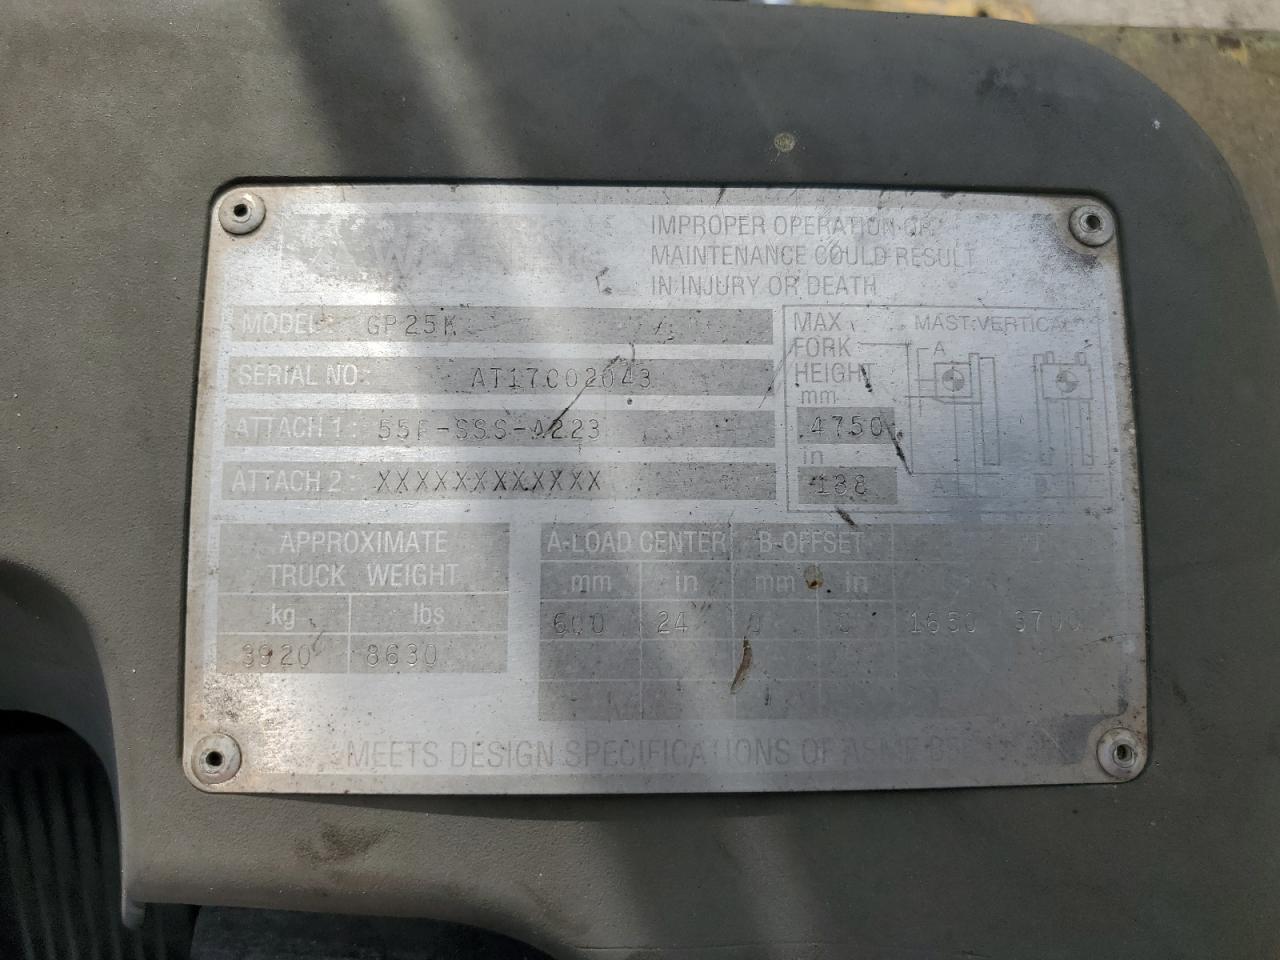 IMPROPER OPERATION OR
MAINTENANCE COULD RESULT
IN INJURY OR DEATH
MODEL: GP25K
SERIAL NO: AT17C02043
ATTACH 1: 55F-SSS-A223
ATTACH 2: XXXXXXXXXXXX
MAX
FORK
HEIGHT
mm
4750
in
188
MAST:VERTICAL
A
A
APPROXIMATE
TRUCK WEIGHT
kg lbs
3920 8630
A-LOAD CENTER B-OFFSET
mm in mm in
600 24 0 0 1650 3700
MEETS DESIGN SPECIFICATIONS OF ASME